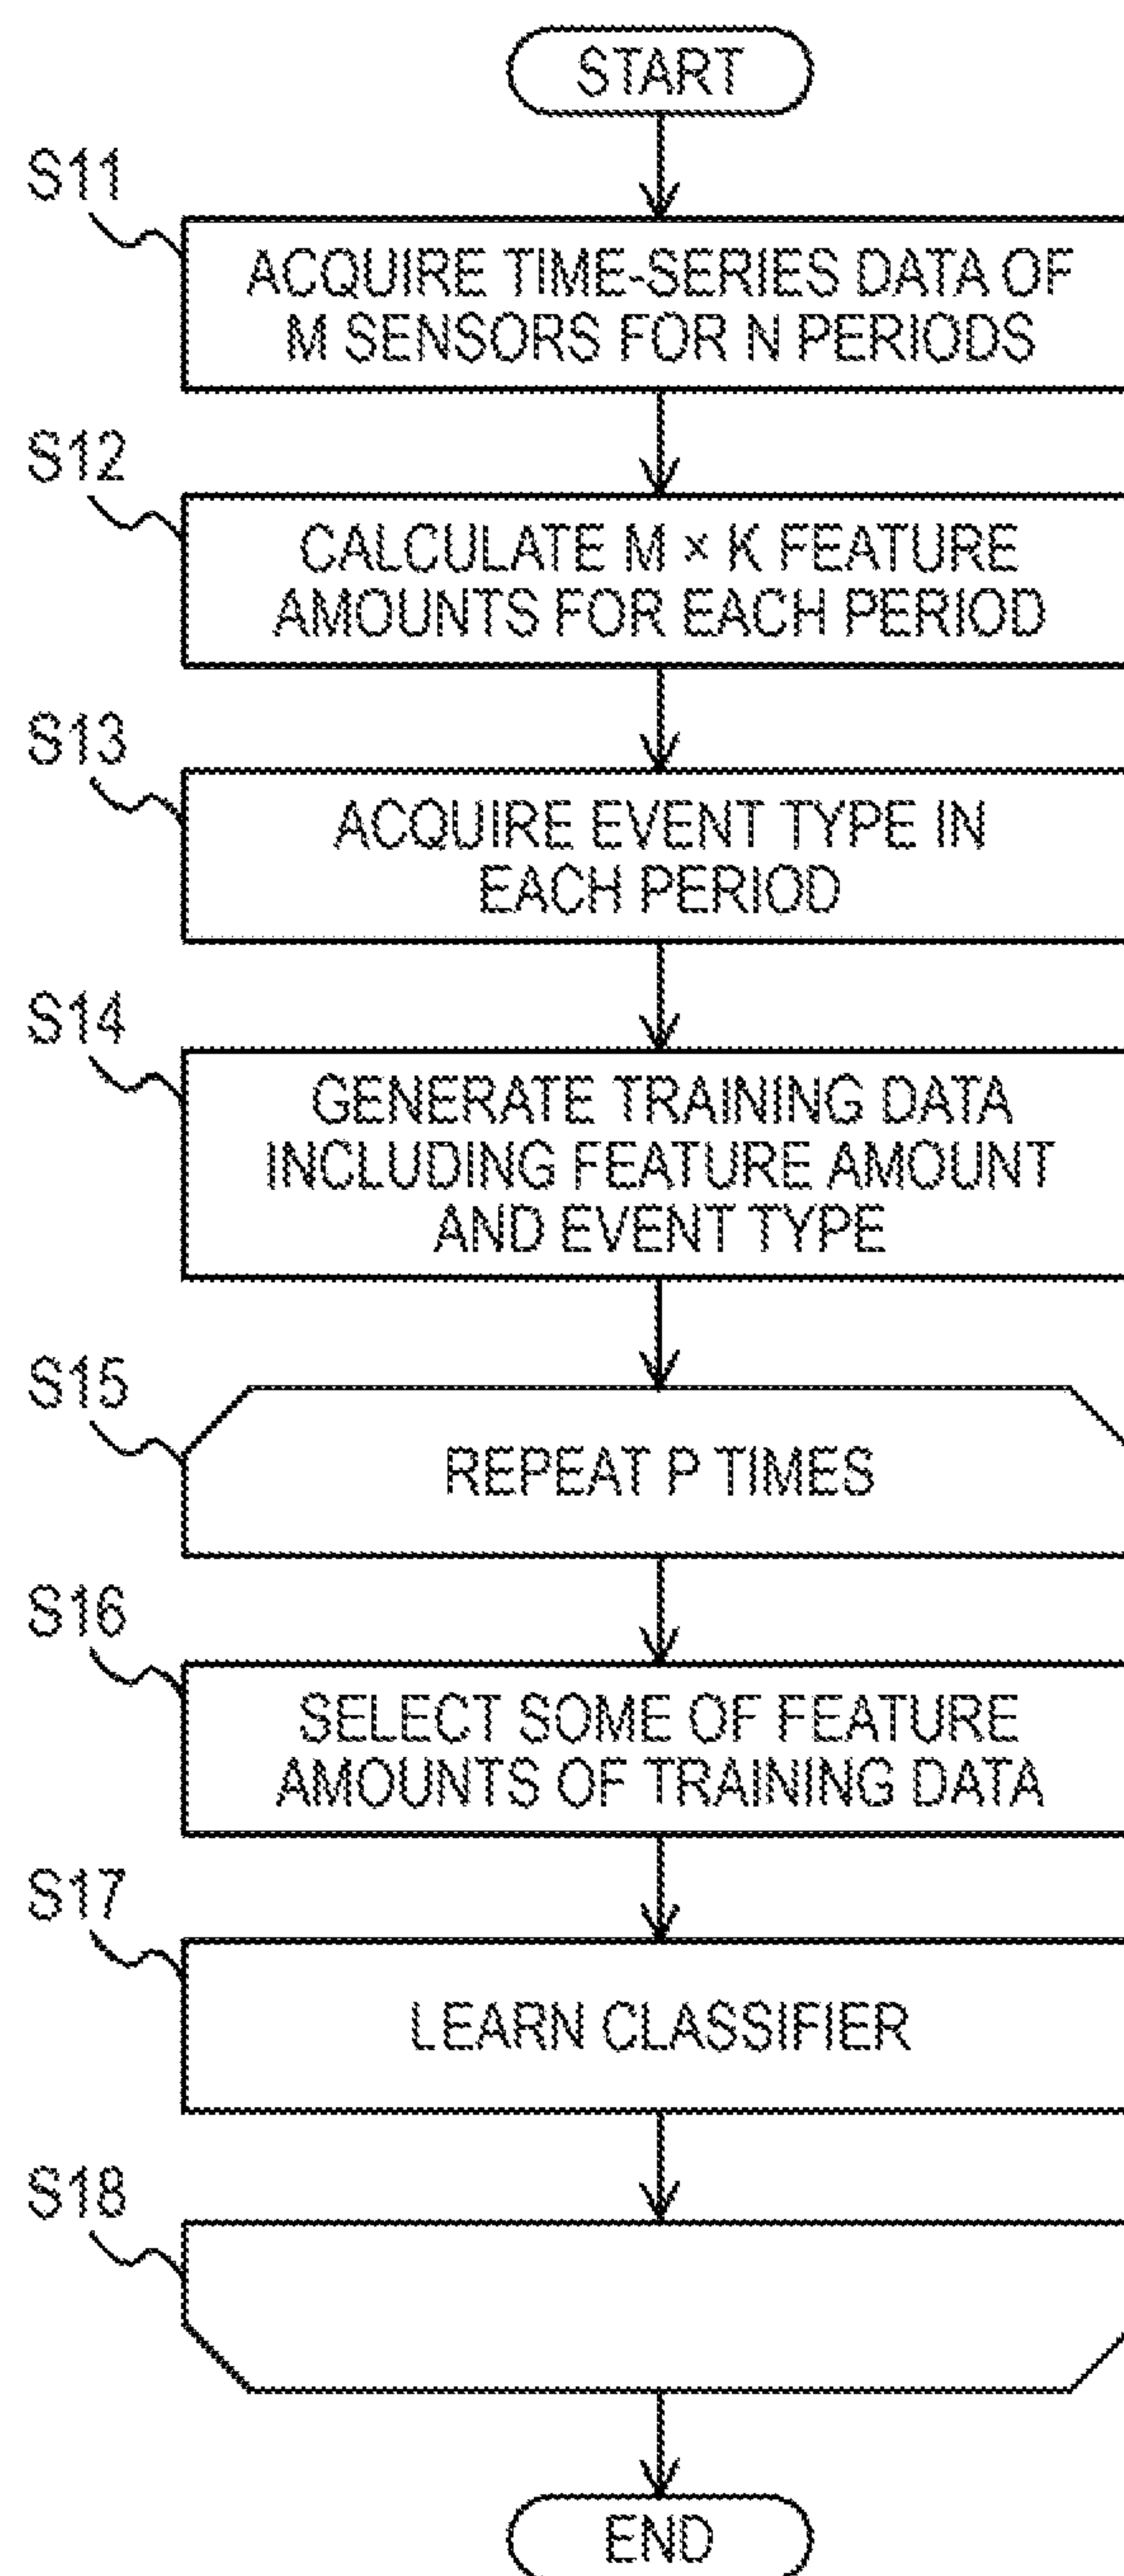 START
S11
ACQUIRE TIME-SERIES DATA OF
M SENSORS FOR N PERIODS
S12
CALCULATE M × K FEATURE
AMOUNTS FOR EACH PERIOD
S13
ACQUIRE EVENT TYPE IN
EACH PERIOD
S14
GENERATE TRAINING DATA
INCLUDING FEATURE AMOUNT
AND EVENT TYPE
S15
REPEAT P TIMES
S16
SELECT SOME OF FEATURE
AMOUNTS OF TRAINING DATA
S17
LEARN CLASSIFIER
S18
END